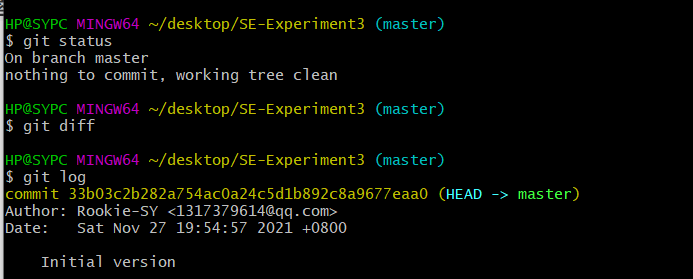 HP@SYPC MINGW64 ~/desktop/SE-Experiment3 (master)
$ git status
On branch master
nothing to commit, working tree clean
HP@SYPC MINGW64 ~/desktop/SE-Experiment3 (master)
$ git diff
HP@SYPC MINGW64 ~/desktop/SE-Experiment3 (master)
$ git log
commit 33b03c2b282a754ac0a24c5d1b892c8a9677eaa0 (HEAD -> master)
Author: Rookie-SY <1317379614@qq.com>
Date:   Sat Nov 27 19:54:57 2021 +0800
Initial version